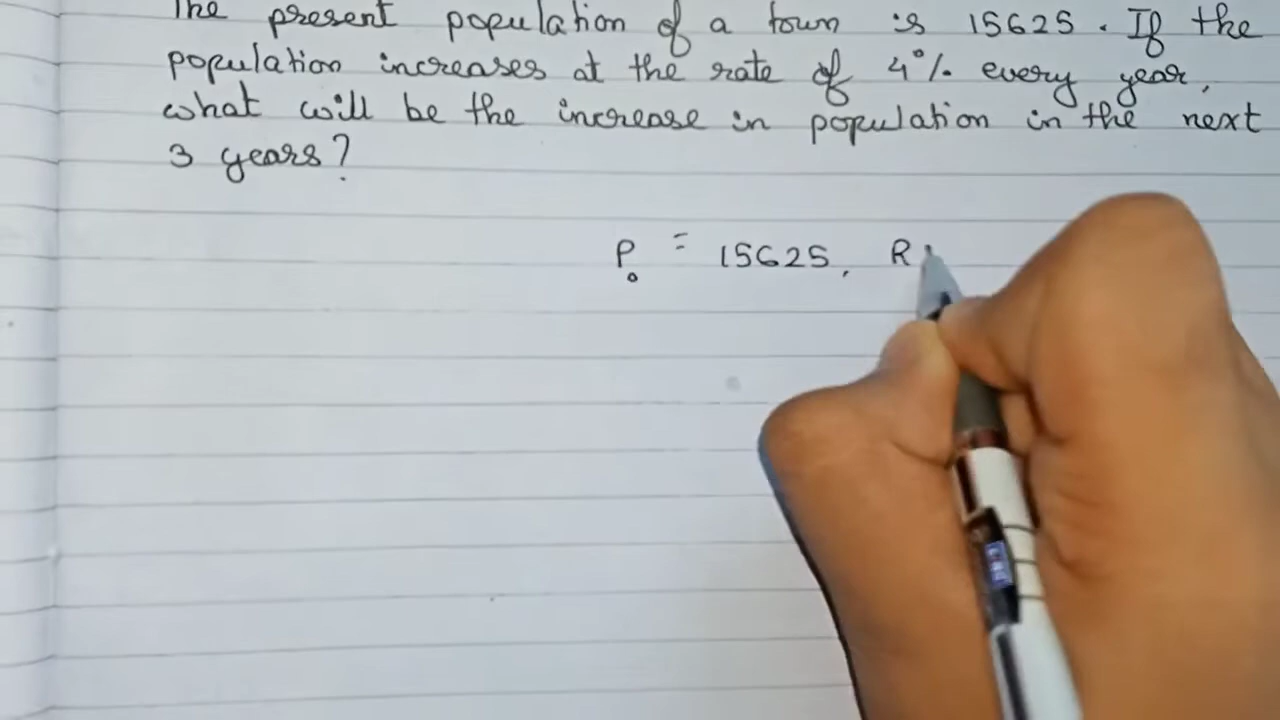 The present population of a town is 15625. If the
population increases at the rate of 4% every year,
what will be the increase in population in the next
3 years?
P₀ = 15625, R